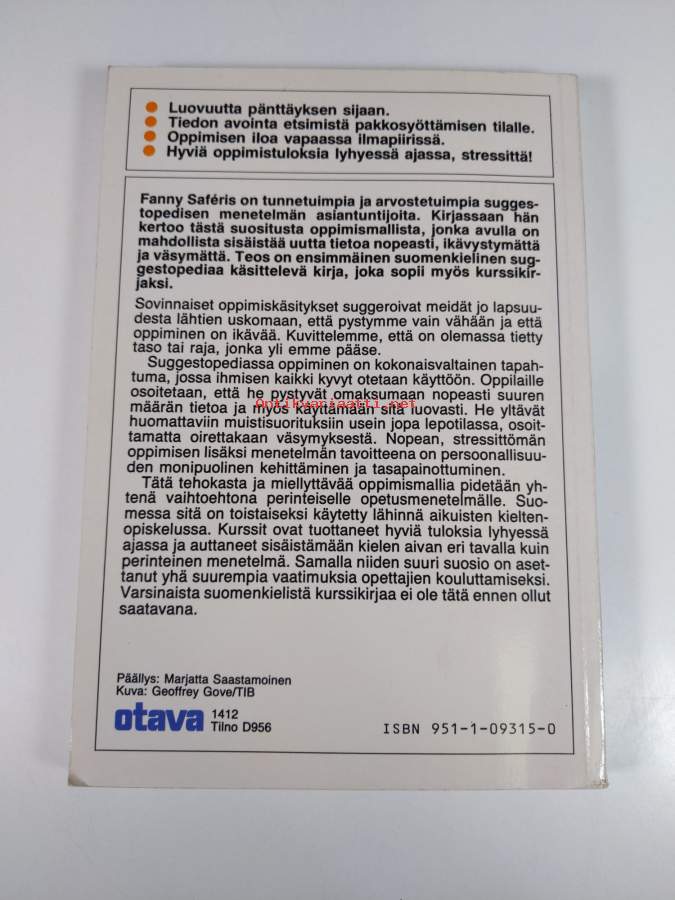 Luovuutta pänttäyksen sijaan.
Tiedon avointa etsimistä pakkosyöttämisen tilalle.
Oppimisen iloa vapaassa ilmapiirissä.
Hyviä oppimistuloksia lyhyessä ajassa, stressittä!
Fanny Saféris on tunnetuimpia ja arvostetuimpia sugges-
topedisen menetelmän asiantuntijoita. Kirjassaan hän
kertoo tästä suositusta oppimismallista, jonka avulla on
mahdollista sisäistää uutta tietoa nopeasti, ikävystymättä
ja väsymättä. Teos on ensimmäinen suomenkielinen sug-
gestopediaa käsittelevä kirja, joka sopii myös kurssikir-
jaksi.
Sovinnaiset oppimiskäsitykset suggeroivat meidät jo lapsuu-
desta lähtien uskomaan, että pystymme vain vähään ja että
oppiminen on ikävää. Kuvittelemme, että on olemassa tietty
taso tai raja, jonka yli emme pääse.
Suggestopediassa oppiminen on kokonaisvaltainen tapah-
tuma, jossa ihmisen kaikki kyvyt otetaan käyttöön. Oppilaille
osoitetaan, että he pystyvät omaksumaan nopeasti suuren
määrän tietoa ja myös käyttämään sitä luovasti. He yltävät
Antikvariaatti.net
huomattaviin muistisuorituksiin usein jopa lepotilassa, osoit-
tamatta oirettakaan väsymyksestä. Nopean, stressittömän
oppimisen lisäksi menetelmän tavoitteena on persoonallisuu-
den monipuolinen kehittäminen ja tasapainottuminen.
Tätä tehokasta ja miellyttävää oppimismallia pidetään yh-
tenä vaihtoehtona perinteiselle opetusmenetelmälle. Suo-
messa sitä on toistaiseksi käytetty lähinnä aikuisten kielten-
opiskelussa. Kurssit ovat tuottaneet hyviä tuloksia lyhyessä
ajassa ja auttaneet sisäistämään kielen aivan eri tavalla kuin
perinteinen menetelmä. Samalla niiden suuri suosio on aset-
tanut yhä suurempia vaatimuksia opettajien kouluttamiseksi.
Varsinaista suomenkielistä kurssikirjaa ei ole tätä ennen ollut
saatavana.
Päällys: Marjatta Saastamoinen
Kuva: Geoffrey Gove/TIB
otava 1412
Tilno D956
ISBN 951-1-09315-0